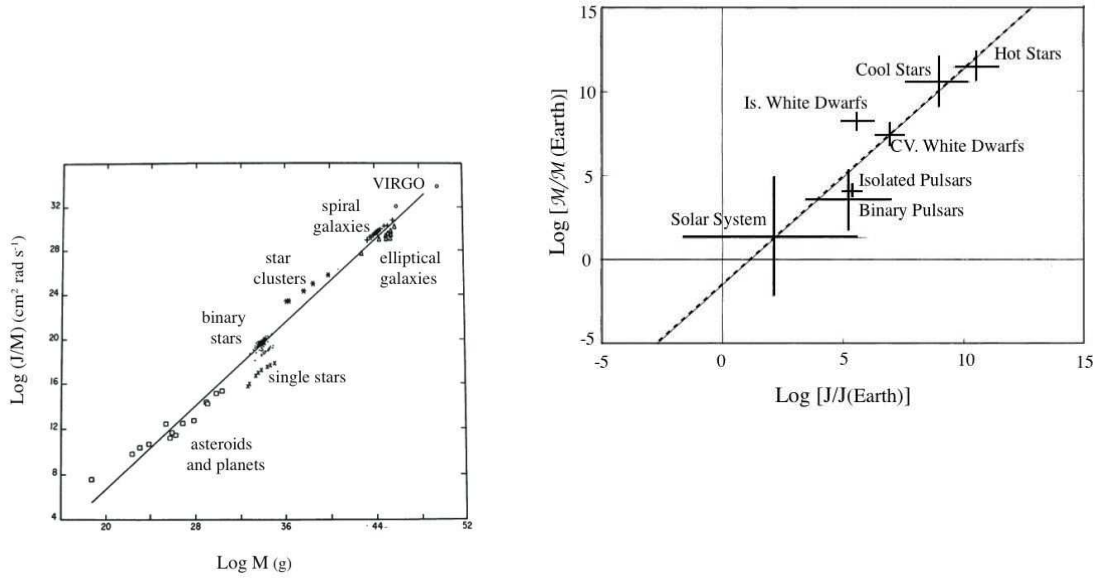 VIRGO
spiral
galaxies
elliptical
galaxies
star
clusters
binary
stars
single stars
asteroids
and planets
Log (J/M) (cm² rad s⁻¹)
32
28
24
20
16
12
8
4
20
28
36
44
52
Log M (g)
15
10
5
0
-5
Log [ℳ/ℳ (Earth)]
Hot Stars
Cool Stars
Is. White Dwarfs
CV. White Dwarfs
Isolated Pulsars
Binary Pulsars
Solar System
-5
0
5
10
15
Log [J/J(Earth)]